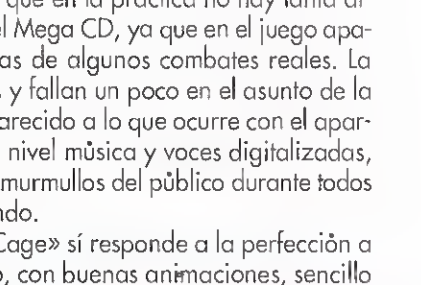 que en la práctica no hay tanta di-
el Mega CD, ya que en el juego apa-
as de algunos combates reales. La
, y fallan un poco en el asunto de la
arecido a lo que ocurre con el apar-
nivel música y voces digitalizadas,
murmullos del público durante todos
ndo.
Cage» sí responde a la perfección a
o, con buenas animaciones, sencillo